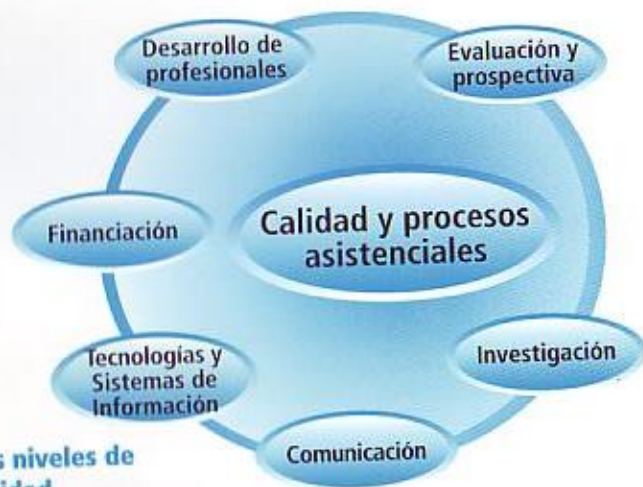 Desarrollo de
profesionales
Evaluación y
prospectiva
Financiación
Calidad y procesos
asistenciales
Tecnologías y
Sistemas de
Información
Investigación
Comunicación
s niveles de